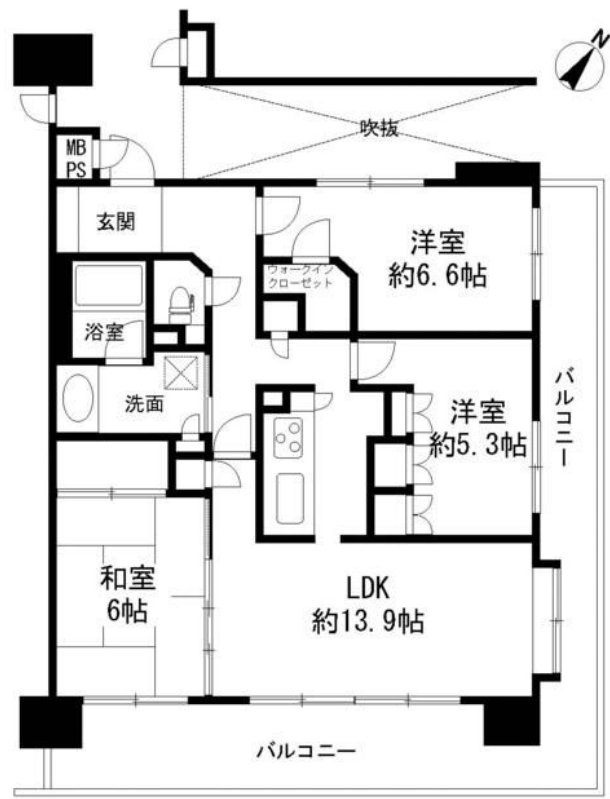 N
吹抜
MB
PS
玄関
洋室
約6.6帖
ウォークイン
クローゼット
浴室
洗面
洋室
約5.3帖
バルコニー
和室
6帖
LDK
約13.9帖
バルコニー